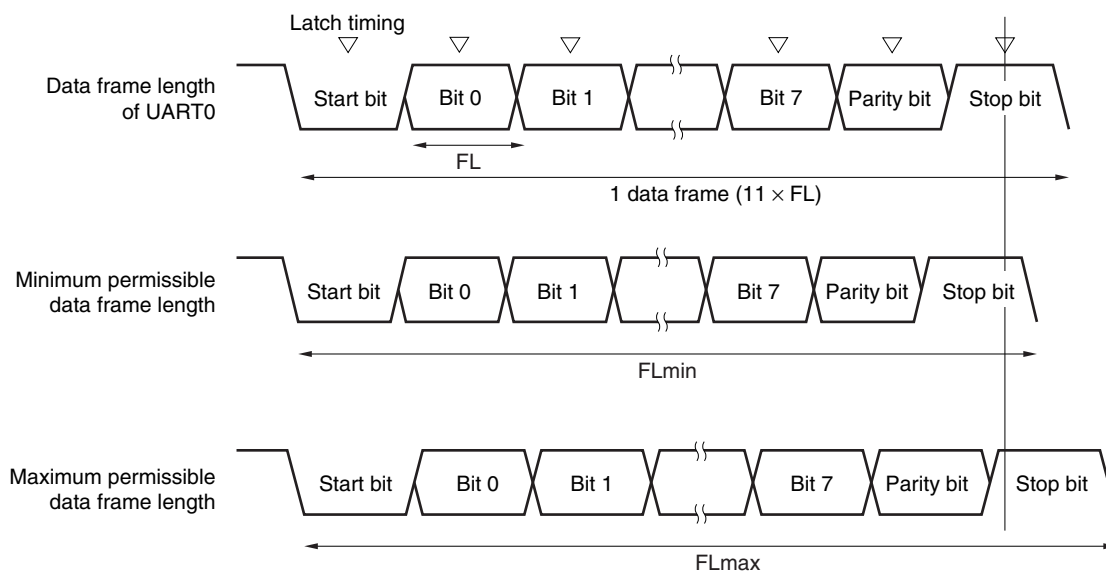 Latch timing
Data frame length
of UART0
Start bit
Bit 0
Bit 1
Bit 7
Parity bit
Stop bit
FL
1 data frame (11 × FL)
Minimum permissible
data frame length
Start bit
Bit 0
Bit 1
Bit 7
Parity bit
Stop bit
FLmin
Maximum permissible
data frame length
Start bit
Bit 0
Bit 1
Bit 7
Parity bit
Stop bit
FLmax